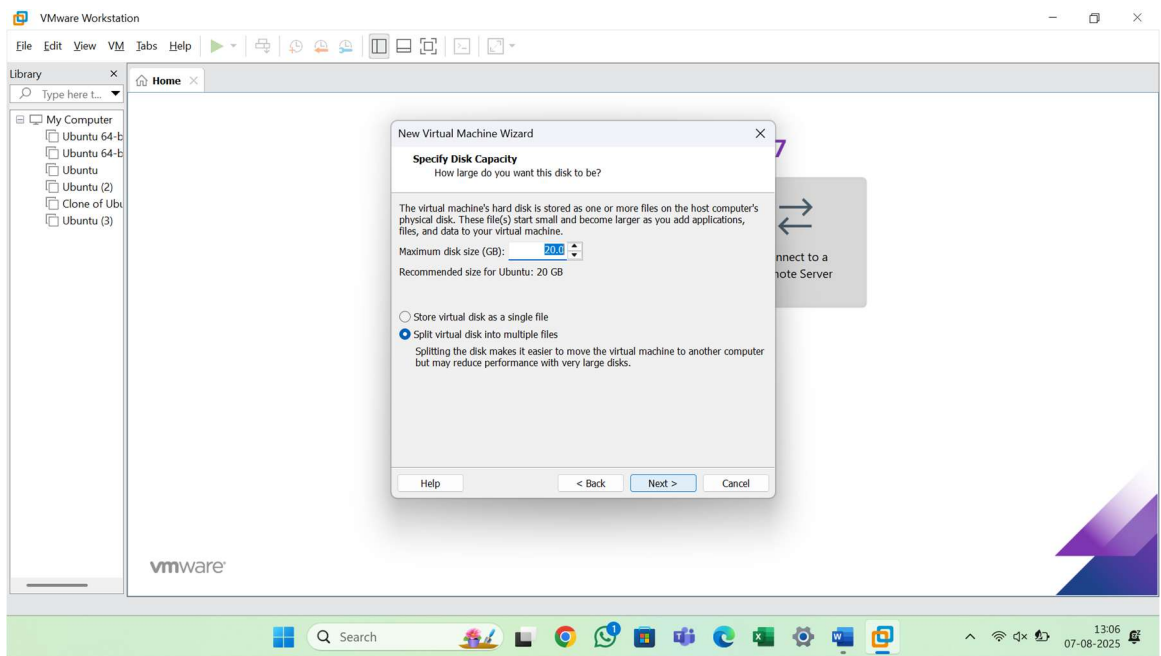 VMware Workstation
File Edit View VM Tabs Help
Library
Type here t...
Home
My Computer
Ubuntu 64-b
Ubuntu 64-b
Ubuntu
Ubuntu (2)
Clone of Ubu
Ubuntu (3)
New Virtual Machine Wizard
7
Specify Disk Capacity
How large do you want this disk to be?
The virtual machine's hard disk is stored as one or more files on the host computer's
physical disk. These file(s) start small and become larger as you add applications,
files, and data to your virtual machine.
Maximum disk size (GB): 20.0
Recommended size for Ubuntu: 20 GB
Store virtual disk as a single file
Split virtual disk into multiple files
Splitting the disk makes it easier to move the virtual machine to another computer
but may reduce performance with very large disks.
Help < Back Next > Cancel
nnect to a
note Server
vmware
Search
1
13:06
07-08-2025